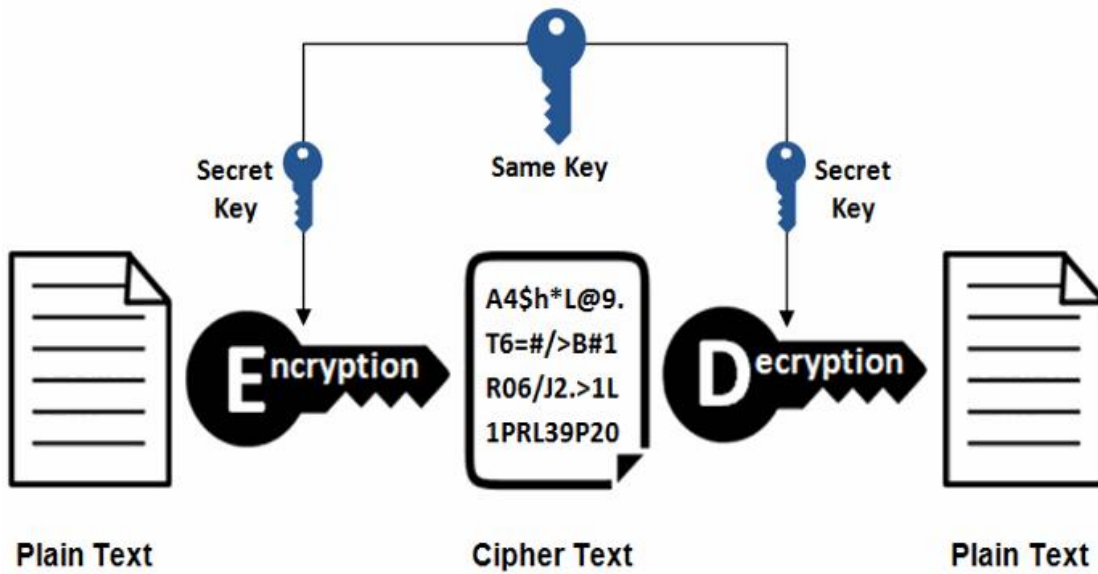 Same Key
Secret
Key
Secret
Key
Encryption
A4$h*L@9.
T6=#/>B#1
R06/J2.>1L
1PRL39P20
Decryption
Plain Text
Cipher Text
Plain Text